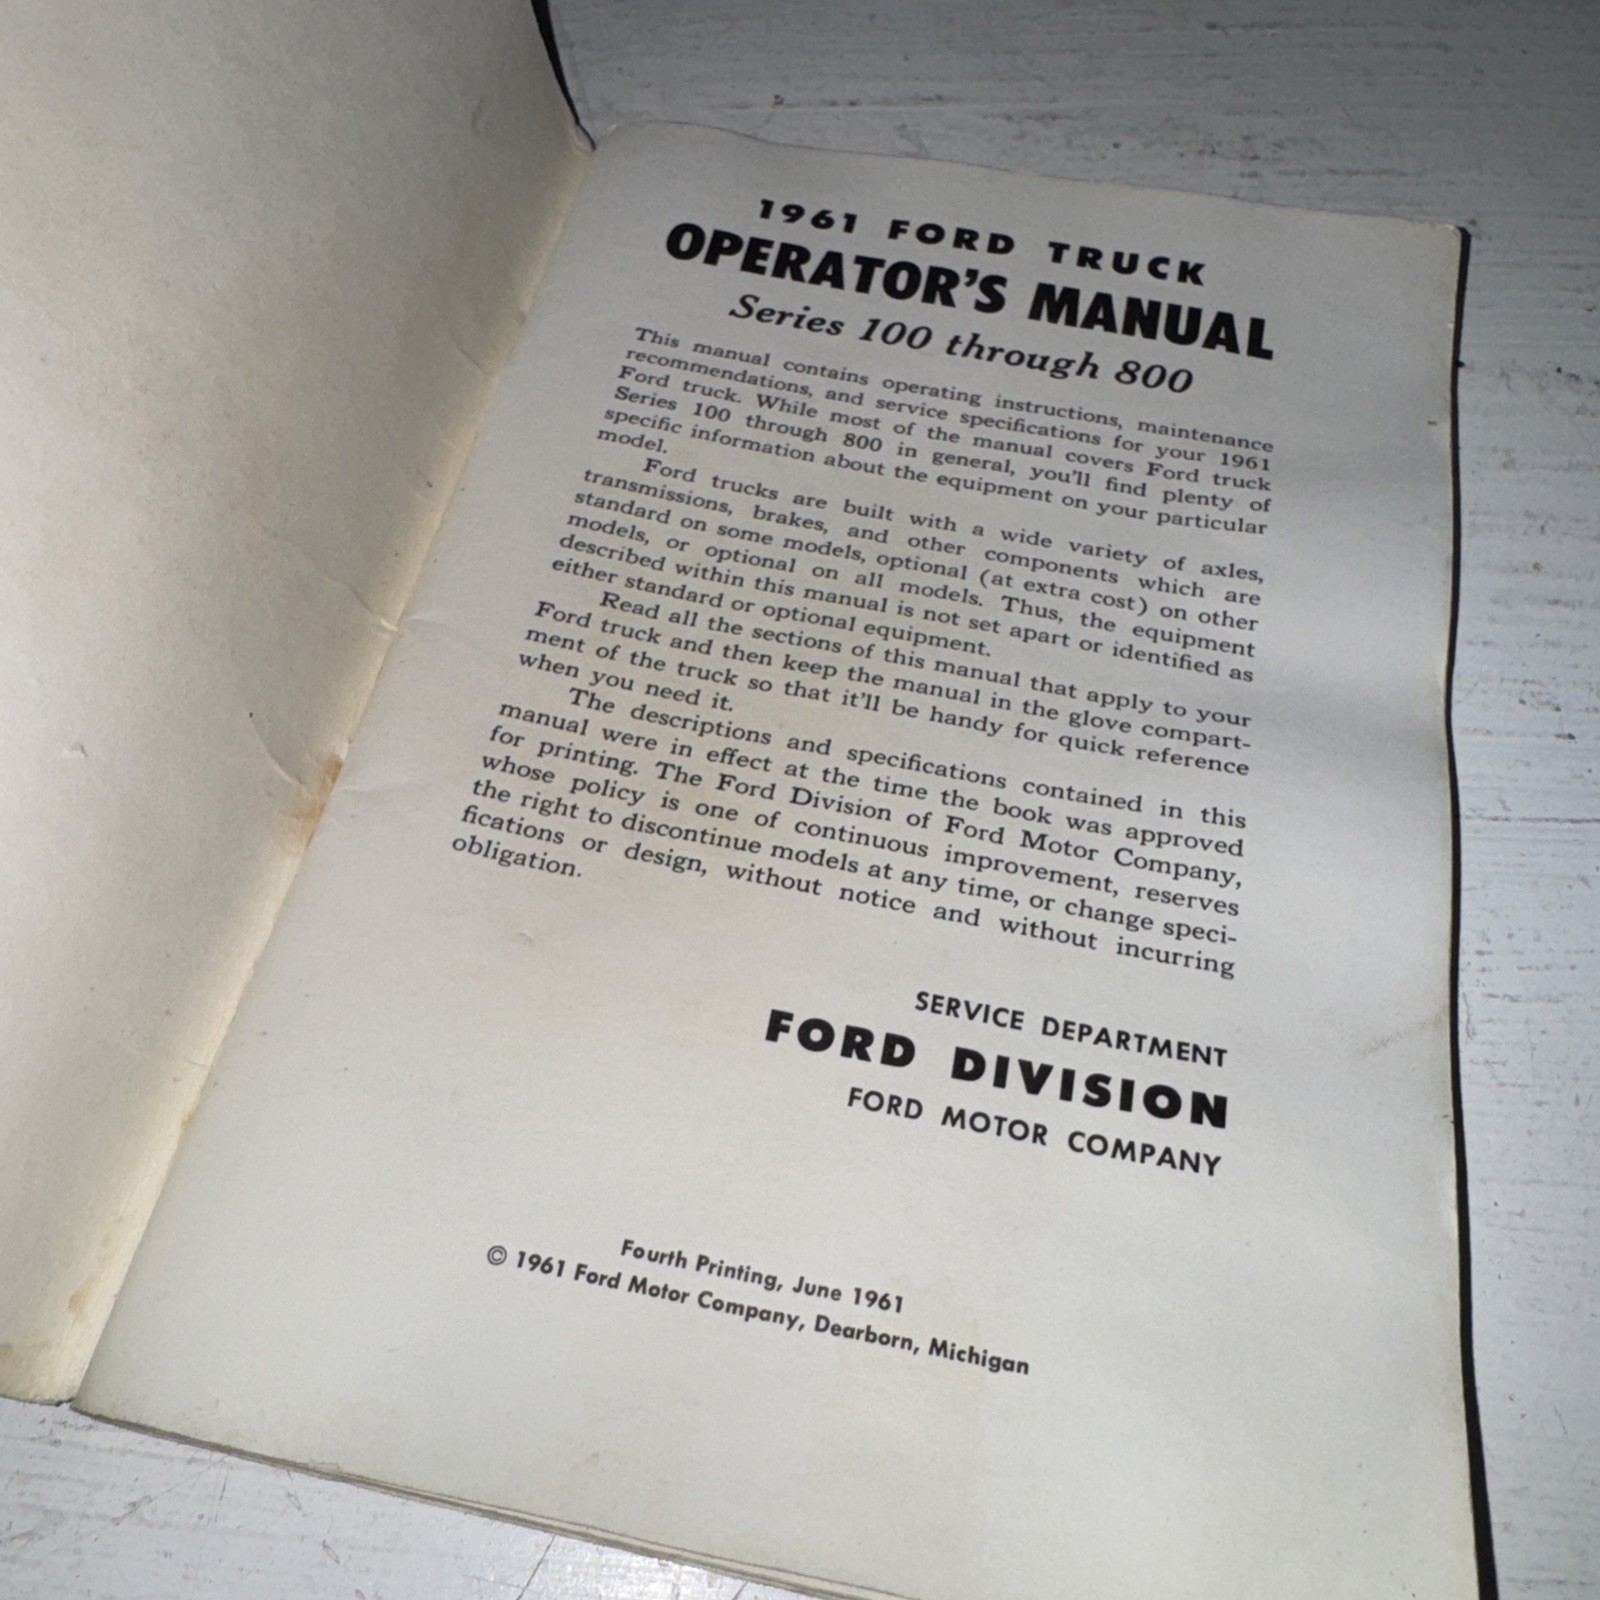 1961 FORD TRUCK
OPERATOR'S MANUAL
Series 100 through 800
This manual contains operating instructions, maintenance
recommendations, and service specifications for your 1961
Ford truck. While most of the manual covers Ford truck
Series 100 through 800 in general, you'll find plenty of
specific information about the equipment on your particular
model.
Ford trucks are built with a wide variety of axles,
transmissions, brakes, and other components which are
standard on some models, optional (at extra cost) on other
models, or optional on all models. Thus, the equipment
described within this manual is not set apart or identified as
either standard or optional equipment.
Read all the sections of this manual that apply to your
Ford truck and then keep the manual in the glove compart-
ment of the truck so that it'll be handy for quick reference
when you need it.
The descriptions and specifications contained in this
manual were in effect at the time the book was approved
for printing. The Ford Division of Ford Motor Company,
whose policy is one of continuous improvement, reserves
the right to discontinue models at any time, or change speci-
fications or design, without notice and without incurring
obligation.
SERVICE DEPARTMENT
FORD DIVISION
FORD MOTOR COMPANY
Fourth Printing, June 1961
© 1961 Ford Motor Company, Dearborn, Michigan